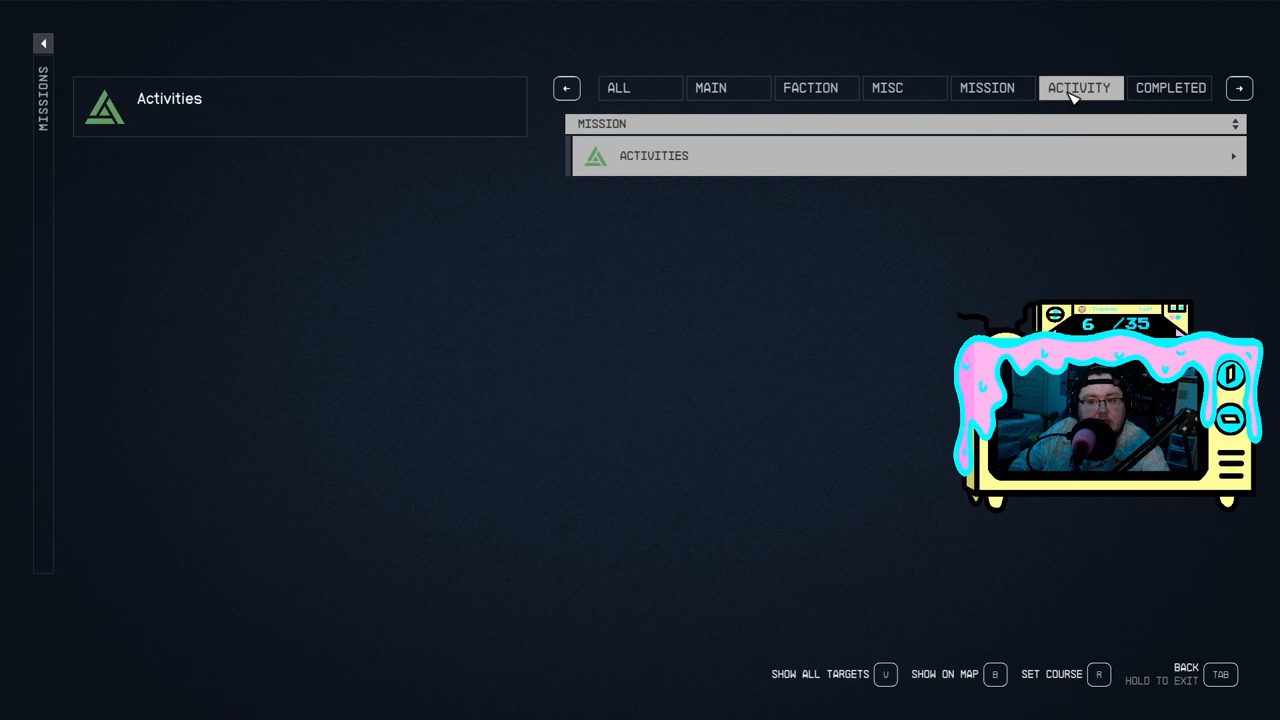 MISSIONS
Activities
ALL
MAIN
FACTION
MISC
MISSION
ACTIVITY
COMPLETED
MISSION
ACTIVITIES
6 /35
SHOW ALL TARGETS V
SHOW ON MAP B
SET COURSE R
BACK
HOLD TO EXIT
TAB